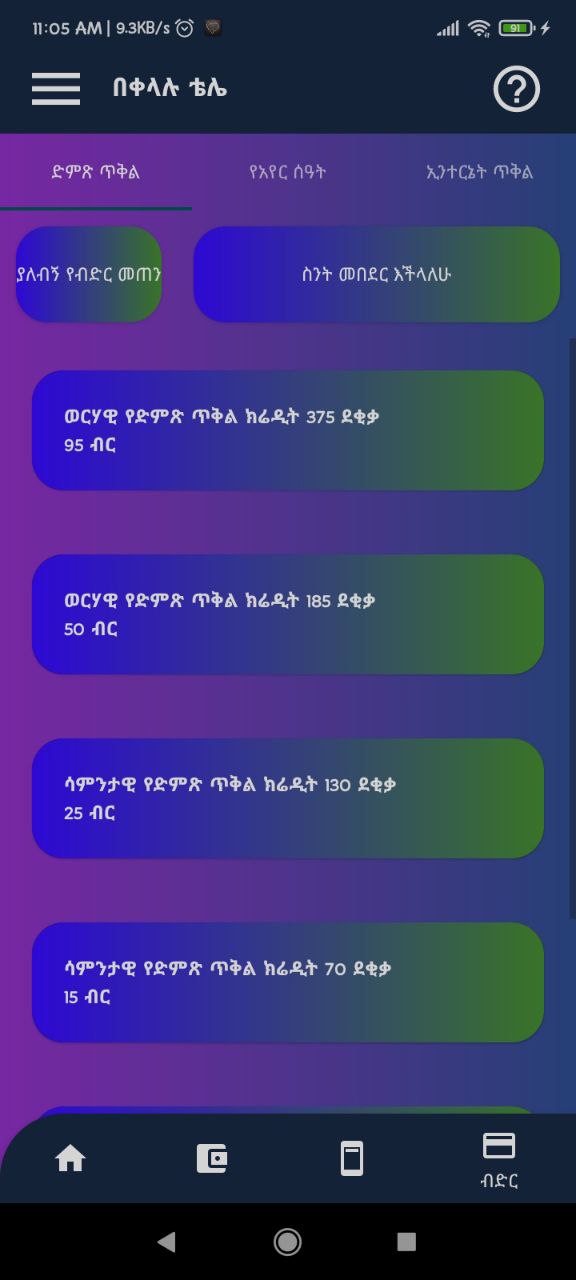 11:05 AM | 9.3KB/s
91
በቀላሉ ቴሌ
ድምጽ ጥቅል
የአየር ሰዓት
ኢንተርኔት ጥቅል
ያለብኝ የብድር መጠን
ስንት መበደር እችላለሁ
ወርሃዊ የድምጽ ጥቅል ክሬዲት 375 ደቂቃ
95 ብር
ወርሃዊ የድምጽ ጥቅል ክሬዲት 185 ደቂቃ
50 ብር
ሳምንታዊ የድምጽ ጥቅል ክሬዲት 130 ደቂቃ
25 ብር
ሳምንታዊ የድምጽ ጥቅል ክሬዲት 70 ደቂቃ
15 ብር
ብድር